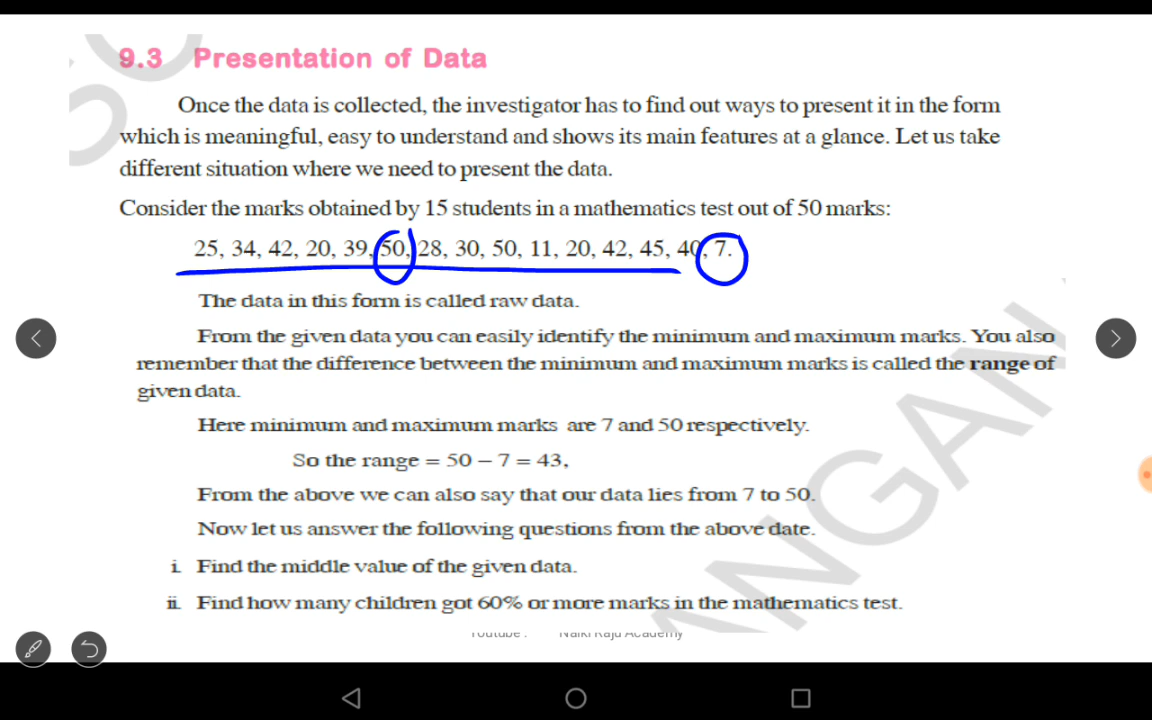 9.3 Presentation of Data
Once the data is collected, the investigator has to find out ways to present it in the form
which is meaningful, easy to understand and shows its main features at a glance. Let us take
different situation where we need to present the data.
Consider the marks obtained by 15 students in a mathematics test out of 50 marks:
25, 34, 42, 20, 39, 50, 28, 30, 50, 11, 20, 42, 45, 40, 7.
The data in this form is called raw data.
From the given data you can easily identify the minimum and maximum marks. You also
remember that the difference between the minimum and maximum marks is called the range of
given data.
Here minimum and maximum marks are 7 and 50 respectively.
So the range = 50 – 7 = 43,
From the above we can also say that our data lies from 7 to 50.
Now let us answer the following questions from the above date.
i. Find the middle value of the given data.
ii. Find how many children got 60% or more marks in the mathematics test.
Youtube : Naiki Raju Academy